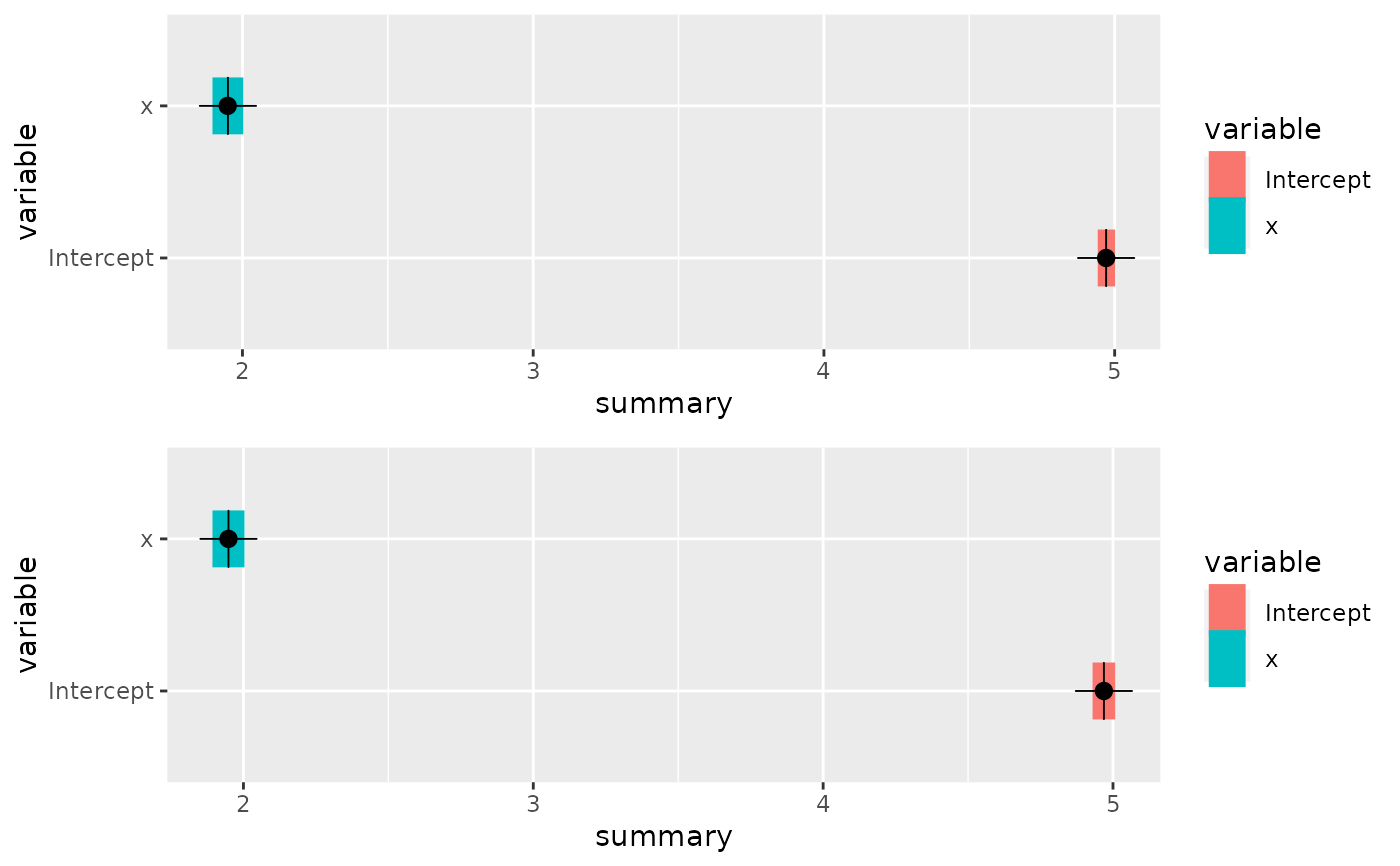 variable
x
Intercept
2 3 4 5
summary
variable
Intercept
x
variable
x
Intercept
2 3 4 5
summary
variable
Intercept
x